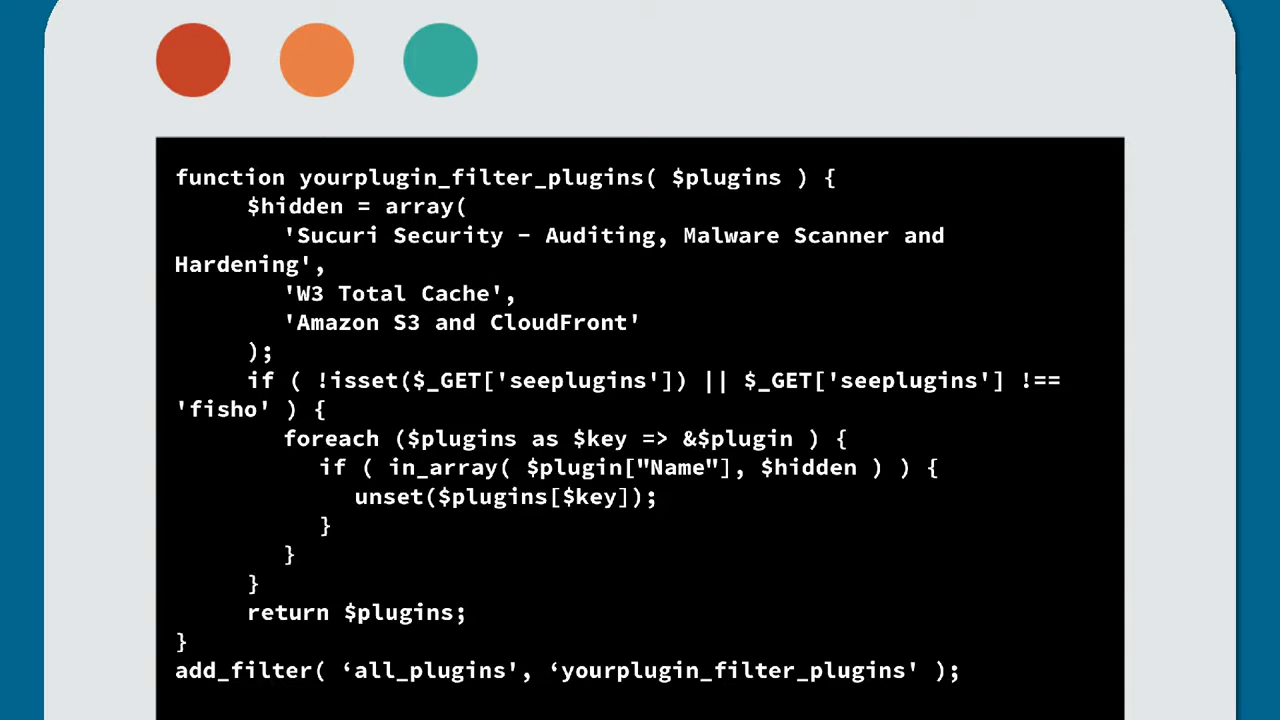 function yourplugin_filter_plugins( $plugins ) {
$hidden = array(
'Sucuri Security – Auditing, Malware Scanner and
Hardening',
'W3 Total Cache',
'Amazon S3 and CloudFront'
);
if ( !isset($_GET['seeplugins']) || $_GET['seeplugins'] !==
'fisho' ) {
foreach ($plugins as $key => &$plugin ) {
if ( in_array( $plugin["Name"], $hidden ) ) {
unset($plugins[$key]);
}
}
}
return $plugins;
}
add_filter( ‘all_plugins', ‘yourplugin_filter_plugins' );